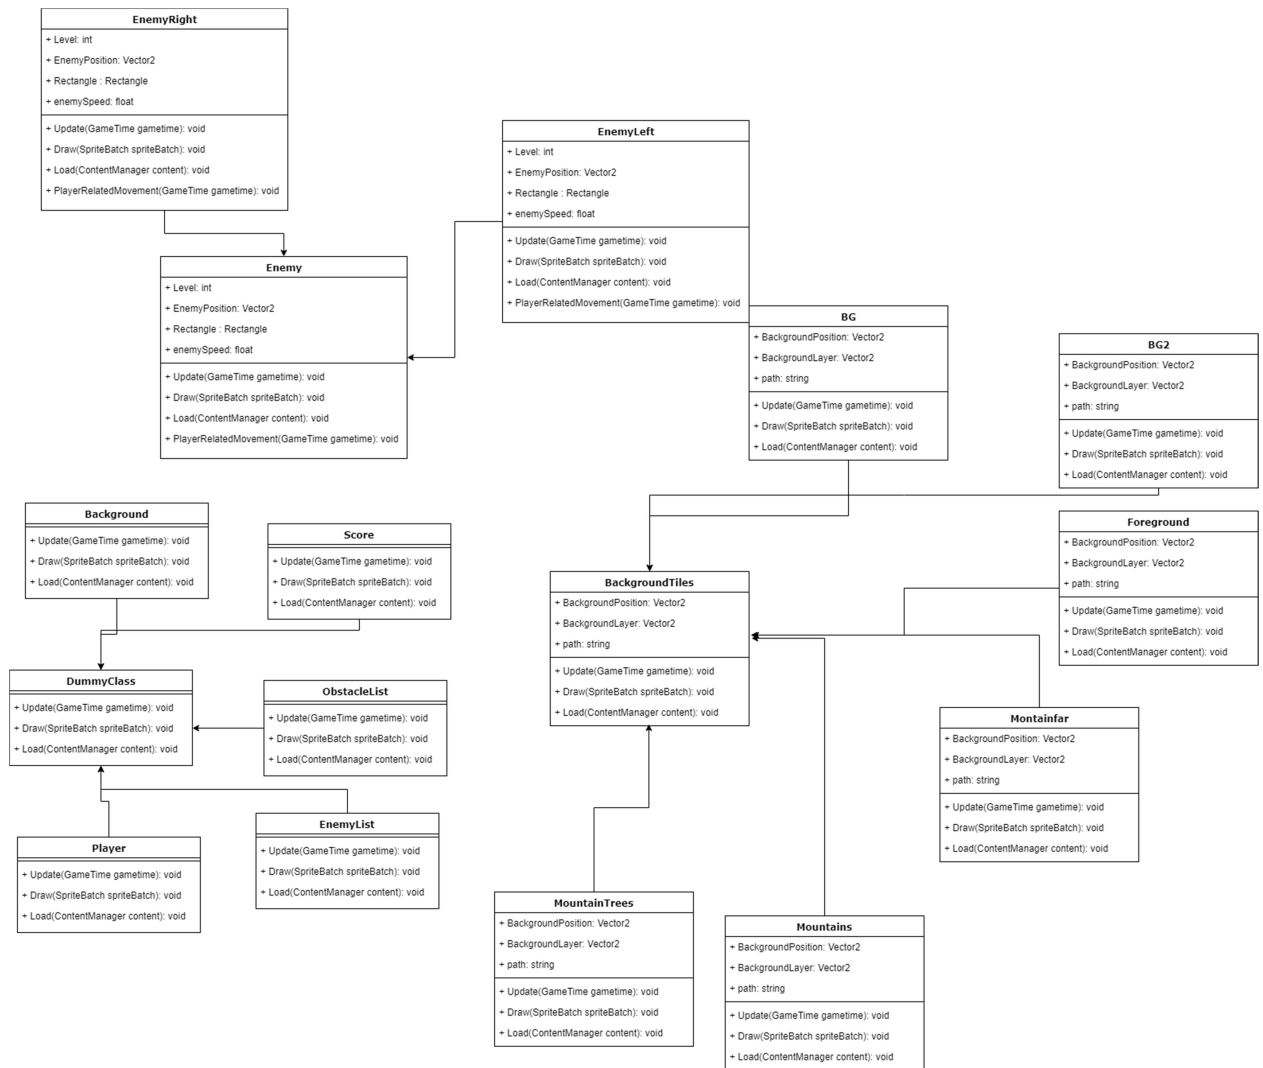 EnemyRight
+ Level: int
+ EnemyPosition: Vector2
+ Rectangle : Rectangle
+ enemySpeed: float
+ Update(GameTime gametime): void
+ Draw(SpriteBatch spriteBatch): void
+ Load(ContentManager content): void
+ PlayerRelatedMovement(GameTime gametime): void
EnemyLeft
+ Level: int
+ EnemyPosition: Vector2
+ Rectangle : Rectangle
+ enemySpeed: float
+ Update(GameTime gametime): void
+ Draw(SpriteBatch spriteBatch): void
+ Load(ContentManager content): void
+ PlayerRelatedMovement(GameTime gametime): void
Enemy
+ Level: int
+ EnemyPosition: Vector2
+ Rectangle : Rectangle
+ enemySpeed: float
+ Update(GameTime gametime): void
+ Draw(SpriteBatch spriteBatch): void
+ Load(ContentManager content): void
+ PlayerRelatedMovement(GameTime gametime): void
BG
+ BackgroundPosition: Vector2
+ BackgroundLayer: Vector2
+ path: string
+ Update(GameTime gametime): void
+ Draw(SpriteBatch spriteBatch): void
+ Load(ContentManager content): void
BG2
+ BackgroundPosition: Vector2
+ BackgroundLayer: Vector2
+ path: string
+ Update(GameTime gametime): void
+ Draw(SpriteBatch spriteBatch): void
+ Load(ContentManager content): void
Background
+ Update(GameTime gametime): void
+ Draw(SpriteBatch spriteBatch): void
+ Load(ContentManager content): void
Score
+ Update(GameTime gametime): void
+ Draw(SpriteBatch spriteBatch): void
+ Load(ContentManager content): void
Foreground
+ BackgroundPosition: Vector2
+ BackgroundLayer: Vector2
+ path: string
+ Update(GameTime gametime): void
+ Draw(SpriteBatch spriteBatch): void
+ Load(ContentManager content): void
BackgroundTiles
+ BackgroundPosition: Vector2
+ BackgroundLayer: Vector2
+ path: string
+ Update(GameTime gametime): void
+ Draw(SpriteBatch spriteBatch): void
+ Load(ContentManager content): void
DummyClass
+ Update(GameTime gametime): void
+ Draw(SpriteBatch spriteBatch): void
+ Load(ContentManager content): void
ObstacleList
+ Update(GameTime gametime): void
+ Draw(SpriteBatch spriteBatch): void
+ Load(ContentManager content): void
Montainfar
+ BackgroundPosition: Vector2
+ BackgroundLayer: Vector2
+ path: string
+ Update(GameTime gametime): void
+ Draw(SpriteBatch spriteBatch): void
+ Load(ContentManager content): void
EnemyList
+ Update(GameTime gametime): void
+ Draw(SpriteBatch spriteBatch): void
+ Load(ContentManager content): void
Player
+ Update(GameTime gametime): void
+ Draw(SpriteBatch spriteBatch): void
+ Load(ContentManager content): void
MountainTrees
+ BackgroundPosition: Vector2
+ BackgroundLayer: Vector2
+ path: string
+ Update(GameTime gametime): void
+ Draw(SpriteBatch spriteBatch): void
+ Load(ContentManager content): void
Mountains
+ BackgroundPosition: Vector2
+ BackgroundLayer: Vector2
+ path: string
+ Update(GameTime gametime): void
+ Draw(SpriteBatch spriteBatch): void
+ Load(ContentManager content): void